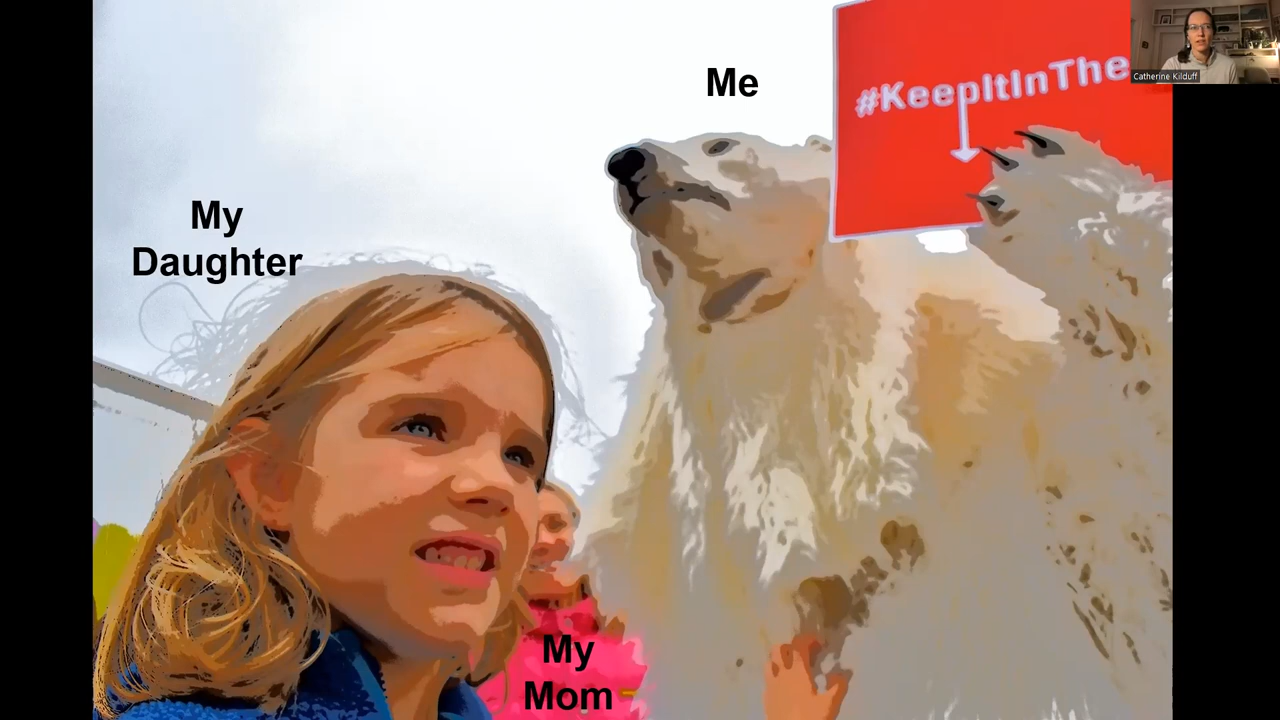 Me
#KeepItInThe
Catherine Kilduff
My
Daughter
My
Mom